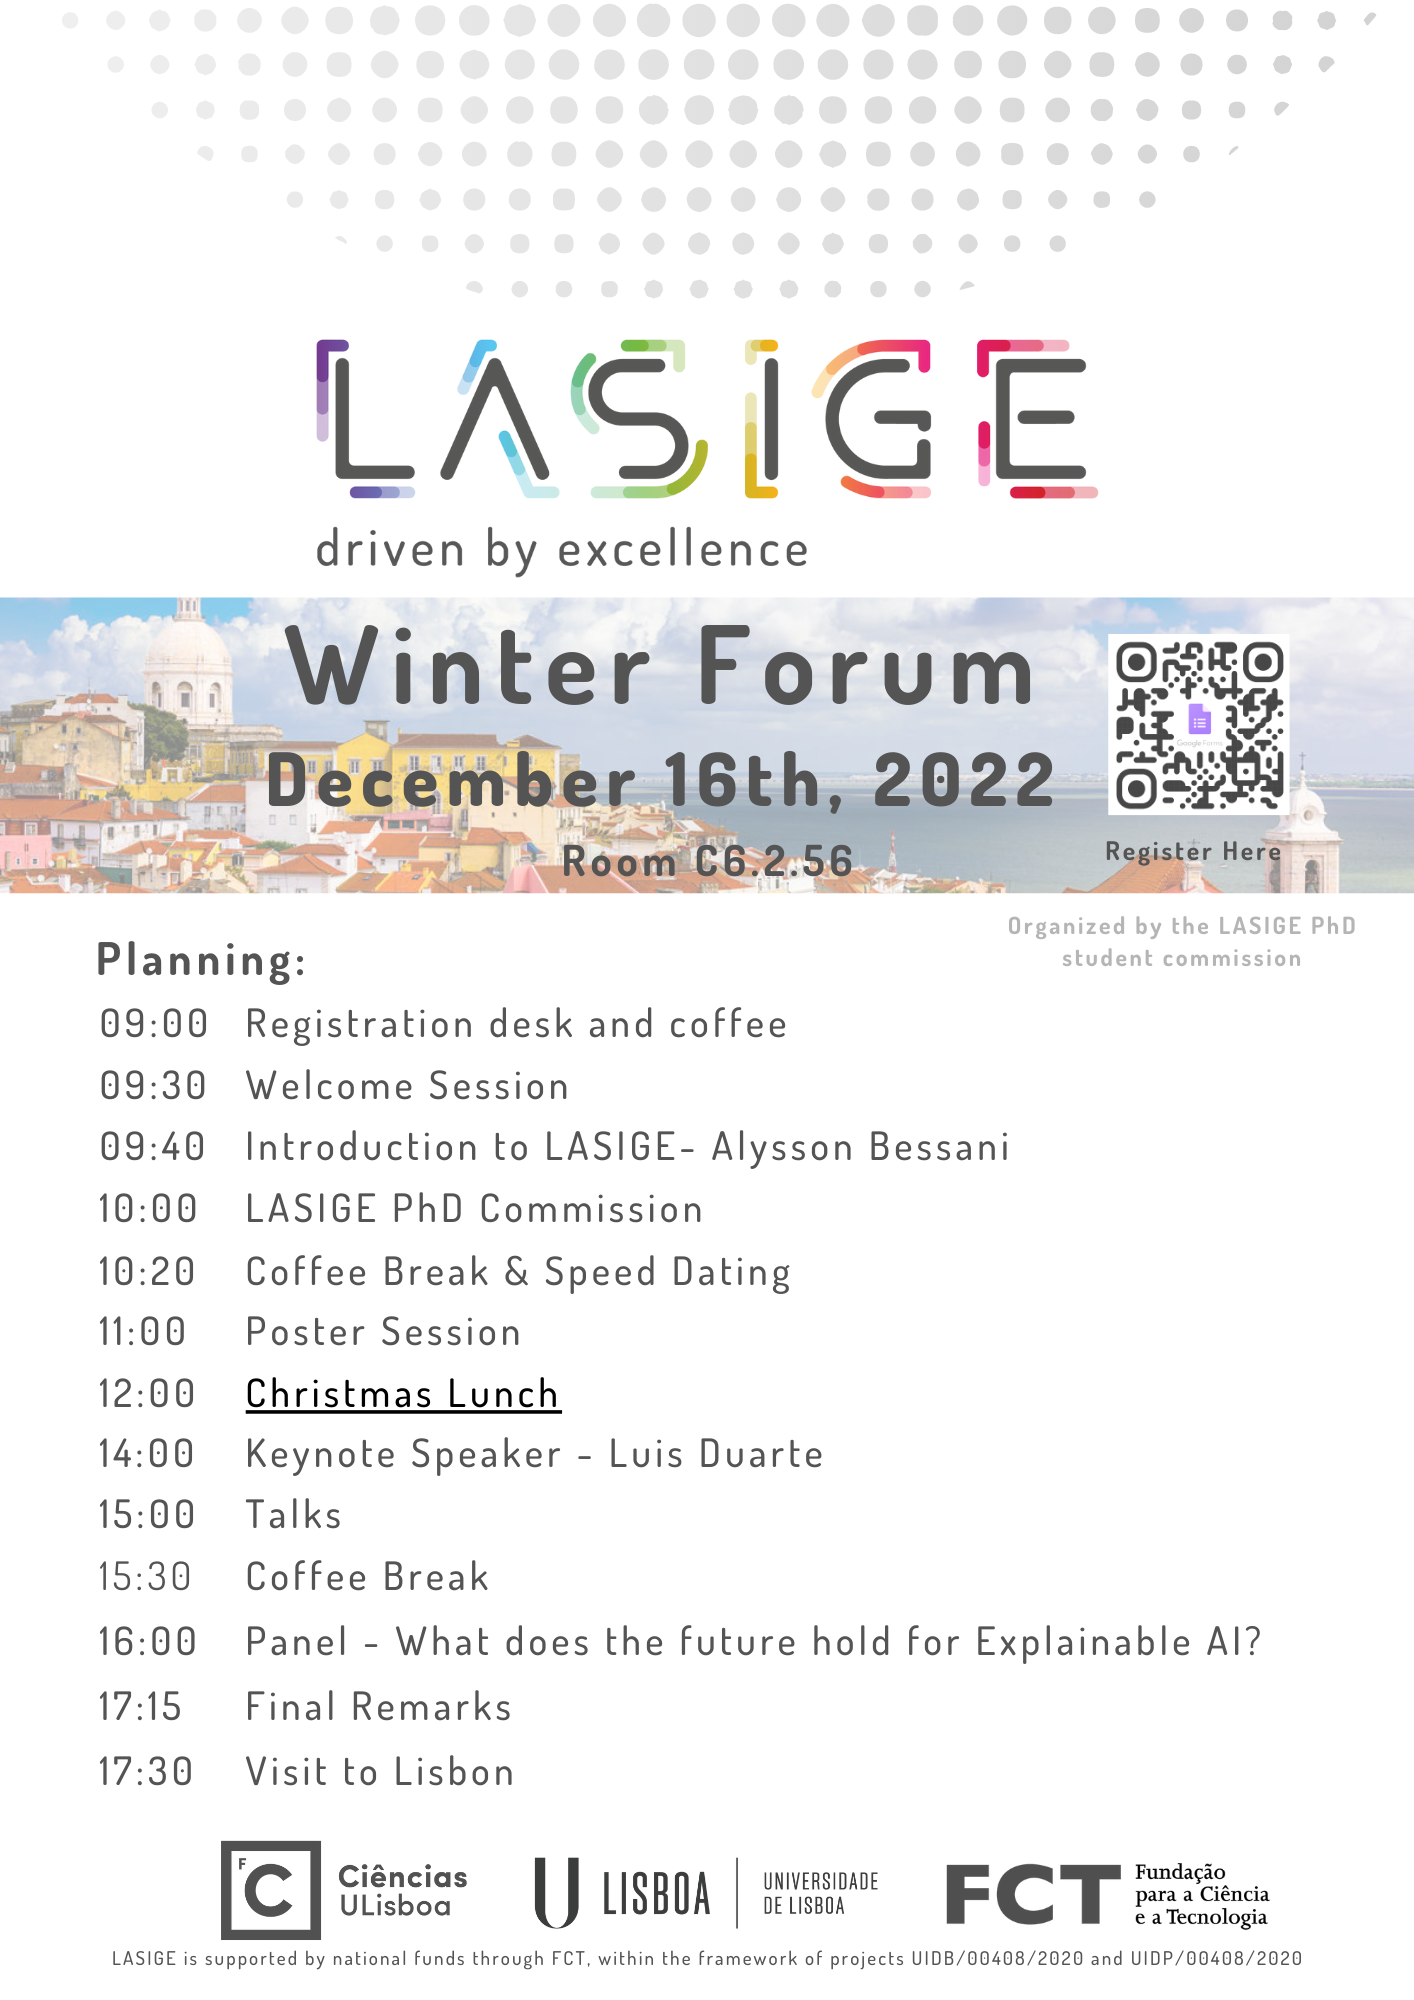 LASIGE
driven by excellence
Winter Forum
December 16th, 2022
Room C6.2.56
Google Forms
Register Here
Organized by the LASIGE PhD
student commission
Planning:
09:00 Registration desk and coffee
09:30 Welcome Session
09:40 Introduction to LASIGE- Alysson Bessani
10:00 LASIGE PhD Commission
10:20 Coffee Break & Speed Dating
11:00 Poster Session
12:00 Christmas Lunch
14:00 Keynote Speaker - Luis Duarte
15:00 Talks
15:30 Coffee Break
16:00 Panel - What does the future hold for Explainable AI?
17:15 Final Remarks
17:30 Visit to Lisbon
F
C
Ciências
ULisboa
U LISBOA
UNIVERSIDADE
DE LISBOA
FCT
Fundação
para a Ciência
e a Tecnologia
LASIGE is supported by national funds through FCT, within the framework of projects UIDB/00408/2020 and UIDP/00408/2020